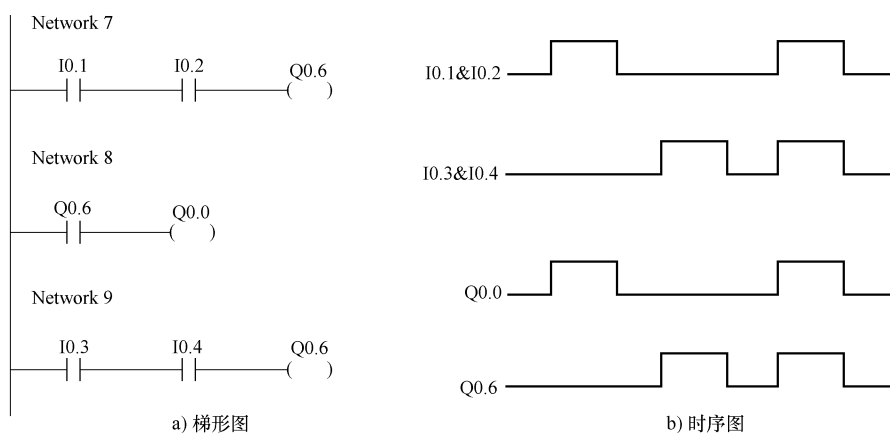 Network 7
I0.1 I0.2 Q0.6
Network 8
Q0.6 Q0.0
Network 9
I0.3 I0.4 Q0.6
a) 梯形图
I0.1&I0.2
I0.3&I0.4
Q0.0
Q0.6
b) 时序图